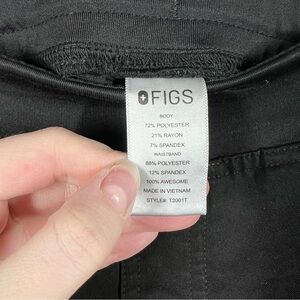 FIGS
BODY
72% POLYESTER
21% RAYON
7% SPANDEX
WAISTBAND
88% POLYESTER
12% SPANDEX
100% AWESOME
MADE IN VIETNAM
STYLE#: T2001T